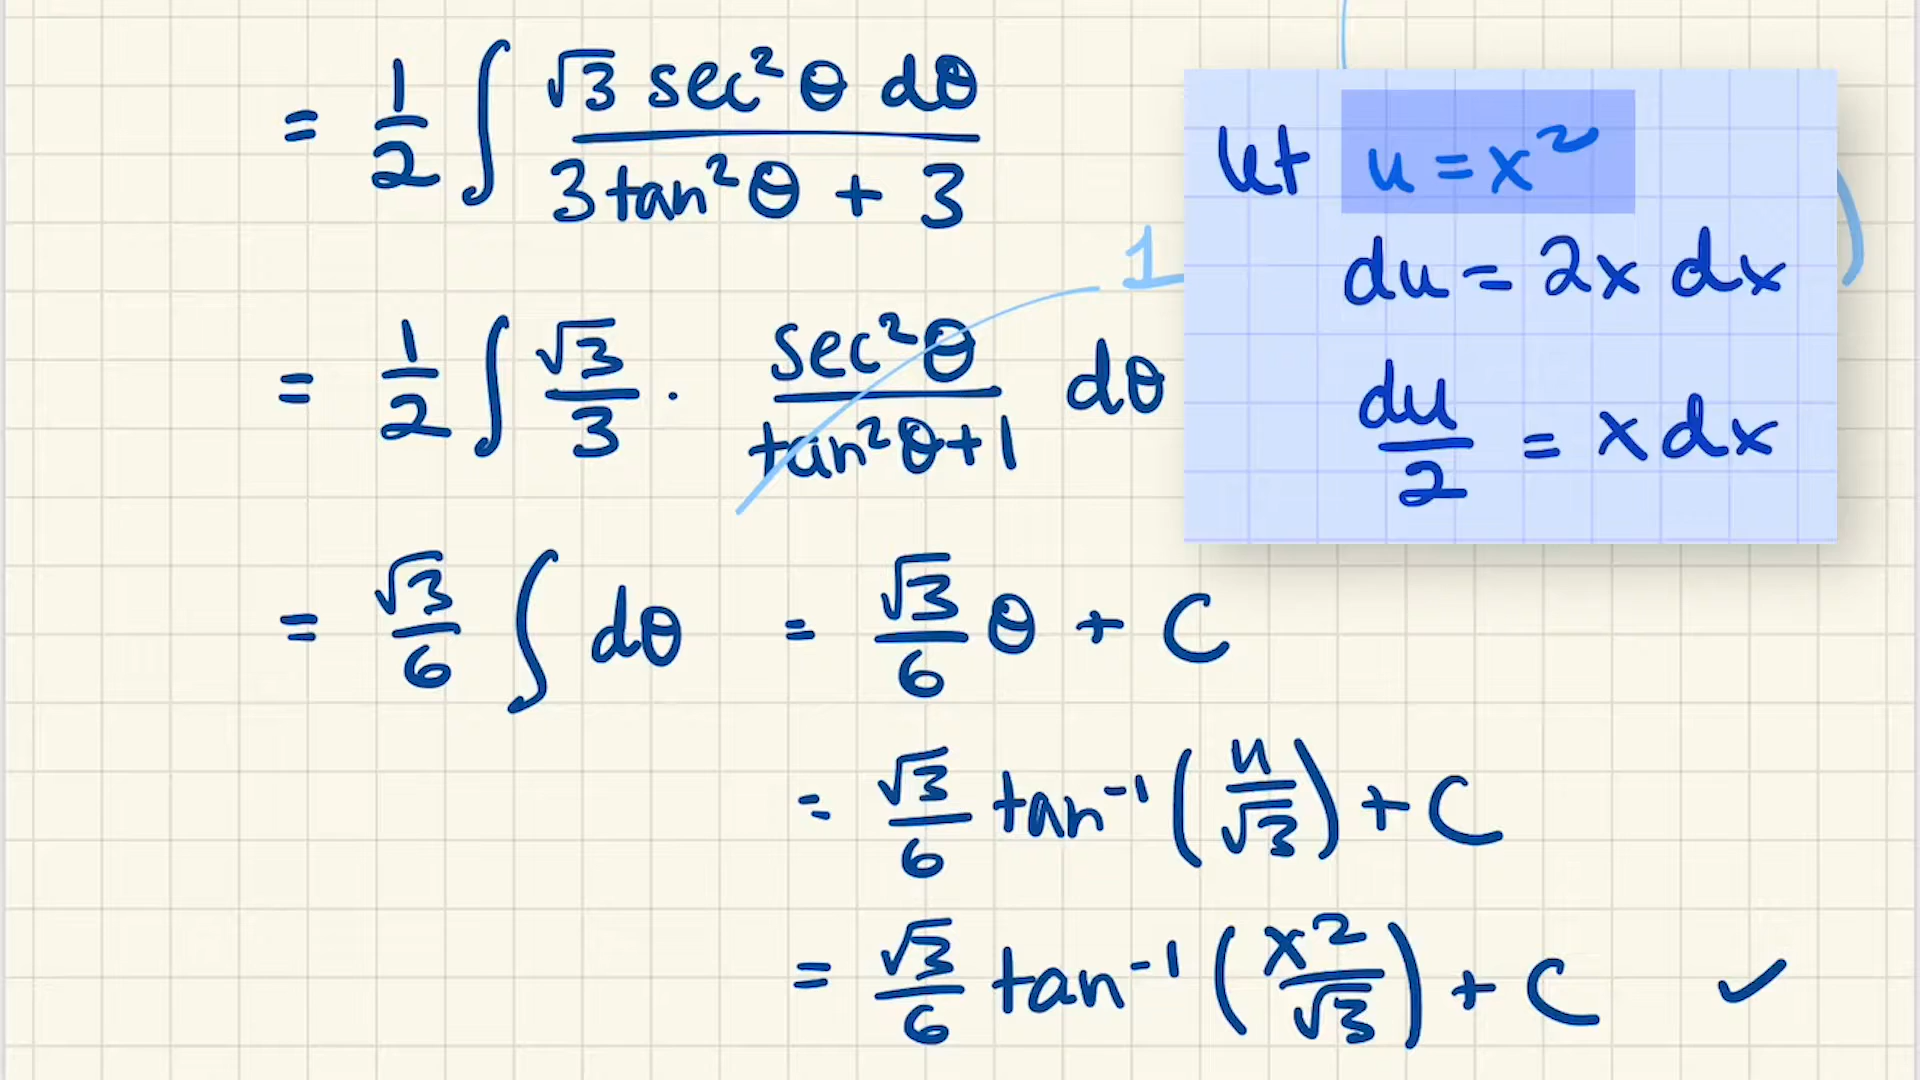 = 1/2 ∫ √3 sec²θ dθ / 3tan²θ + 3
= 1/2 ∫ √3/3 · sec²θ / tan²θ+1 dθ
1
= √3/6 ∫ dθ = √3/6 θ + C
= √3/6 tan⁻¹(u/√3) + C
= √3/6 tan⁻¹(x²/√3) + C ✓
let u = x²
du = 2x dx
du/2 = x dx